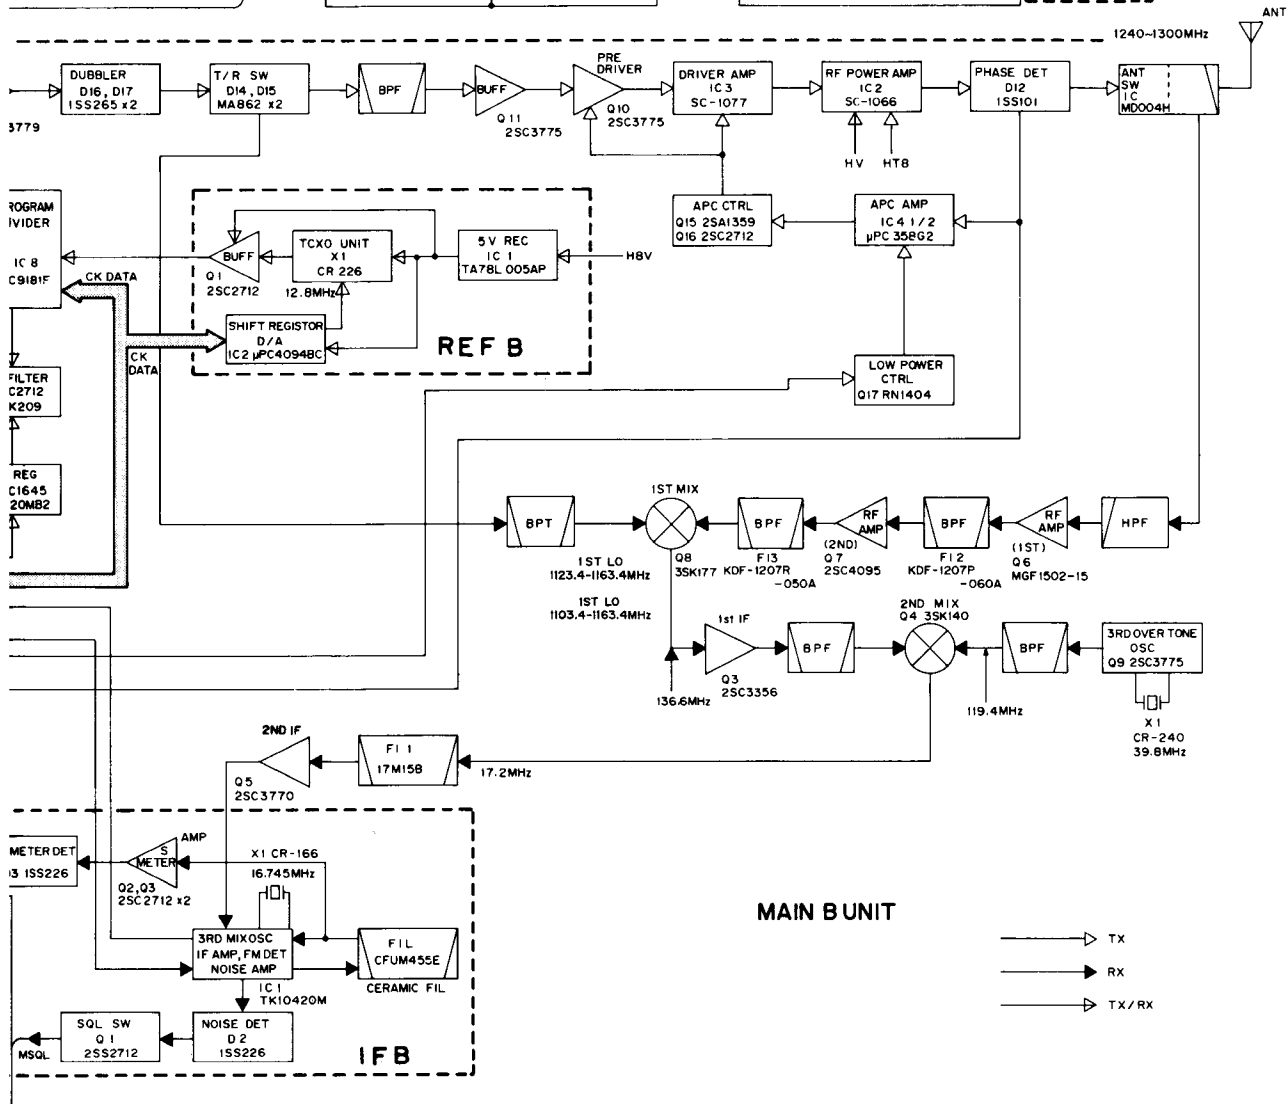 ANT
1240~1300MHz
DUBBLER
D16, D17
1SS265 x2
T/R SW
D14, D15
MA862 x2
BPF
BUFF
Q11
2SC3775
PRE
DRIVER
Q10
2SC3775
DRIVER AMP
IC3
SC-1077
RF POWER AMP
IC2
SC-1066
PHASE DET
D12
1SS101
ANT
SW
IC
MD004H
3779
HV
HT8
ROGRAM
IVIDER
IC 8
C9181F
CK DATA
BUFF
Q1
2SC2712
TCXO UNIT
X1
CR 226
12.8MHz
5V REC
IC 1
TA78L 005AP
H8V
APC CTRL
Q15 2SA1359
Q16 2SC2712
APC AMP
IC4 1/2
µPC 358G2
SHIFT REGISTOR
D/A
IC2 µPC4094BC
REF B
CK
DATA
FILTER
C2712
K209
LOW POWER
CTRL
Q17 RN1404
REG
C1645
20MB2
BPT
1ST MIX
Q8
3SK177
BPF
FI3
KDF-1207R
-050A
RF
AMP
(2ND)
Q7
2SC4095
BPF
FI2
KDF-1207P
-060A
RF
AMP
(1ST)
Q6
MGF1502-15
HPF
1ST LO
1123.4-1163.4MHz
1ST LO
1103.4-1163.4MHz
1st IF
Q3
2SC3356
BPF
2ND MIX
Q4 3SK140
BPF
3RD OVER TONE
OSC
Q9 2SC3775
136.6MHz
119.4MHz
X1
CR-240
39.8MHz
2ND IF
Q5
2SC3770
FI 1
17M15B
17.2MHz
METER DET
3 1SS226
S
METER
AMP
Q2,Q3
2SC2712 x2
X1 CR-166
16.745MHz
3RD MIXOSC
IF AMP, FM DET
NOISE AMP
IC1
TK10420M
FIL
CFUM455E
CERAMIC FIL
SQL SW
Q1
2SS2712
NOISE DET
D2
1SS226
MSQL
IFB
MAIN B UNIT
TX
RX
TX/RX